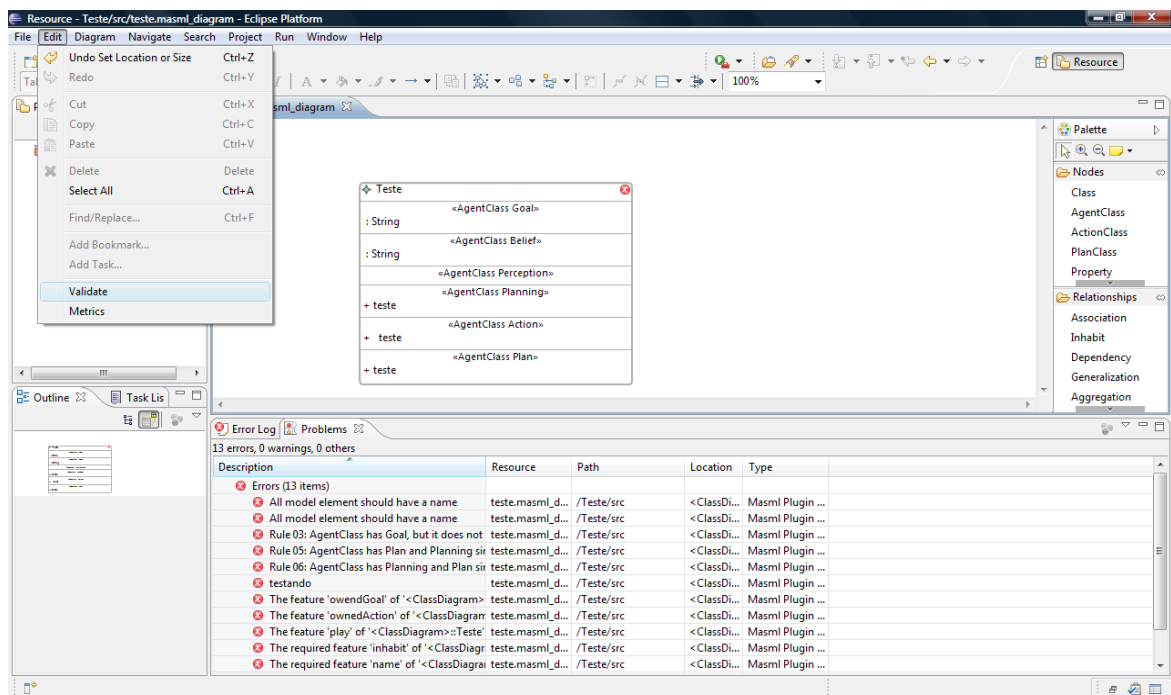 Resource - Teste/src/teste.masml_diagram - Eclipse Platform
File Edit Diagram Navigate Search Project Run Window Help
Undo Set Location or Size Ctrl+Z
Redo Ctrl+Y
Cut Ctrl+X
Copy Ctrl+C
Paste Ctrl+V
Delete Delete
Select All Ctrl+A
Find/Replace... Ctrl+F
Add Bookmark...
Add Task...
Validate
Metrics
100%
Resource
sml_diagram
Teste
«AgentClass Goal»
: String
«AgentClass Belief»
: String
«AgentClass Perception»
«AgentClass Planning»
+ teste
«AgentClass Action»
+ teste
«AgentClass Plan»
+ teste
Palette
Nodes
Class
AgentClass
ActionClass
PlanClass
Property
Relationships
Association
Inhabit
Dependency
Generalization
Aggregation
Outline Task Lis
Error Log Problems
13 errors, 0 warnings, 0 others
Description Resource Path Location Type
Errors (13 items)
All model element should have a name teste.masml_d... /Teste/src <ClassDi... Masml Plugin ...
All model element should have a name teste.masml_d... /Teste/src <ClassDi... Masml Plugin ...
Rule 03: AgentClass has Goal, but it does not teste.masml_d... /Teste/src <ClassDi... Masml Plugin ...
Rule 05: AgentClass has Plan and Planning sin teste.masml_d... /Teste/src <ClassDi... Masml Plugin ...
Rule 06: AgentClass has Planning and Plan sin teste.masml_d... /Teste/src <ClassDi... Masml Plugin ...
testando teste.masml_d... /Teste/src <ClassDi... Masml Plugin ...
The feature 'owendGoal' of '<ClassDiagram> teste.masml_d... /Teste/src <ClassDi... Masml Plugin ...
The feature 'ownedAction' of '<ClassDiagram teste.masml_d... /Teste/src <ClassDi... Masml Plugin ...
The feature 'play' of '<ClassDiagram>::Teste' teste.masml_d... /Teste/src <ClassDi... Masml Plugin ...
The required feature 'inhabit' of '<ClassDiagr teste.masml_d... /Teste/src <ClassDi... Masml Plugin ...
The required feature 'name' of '<ClassDiagra teste.masml_d... /Teste/src <ClassDi... Masml Plugin ...